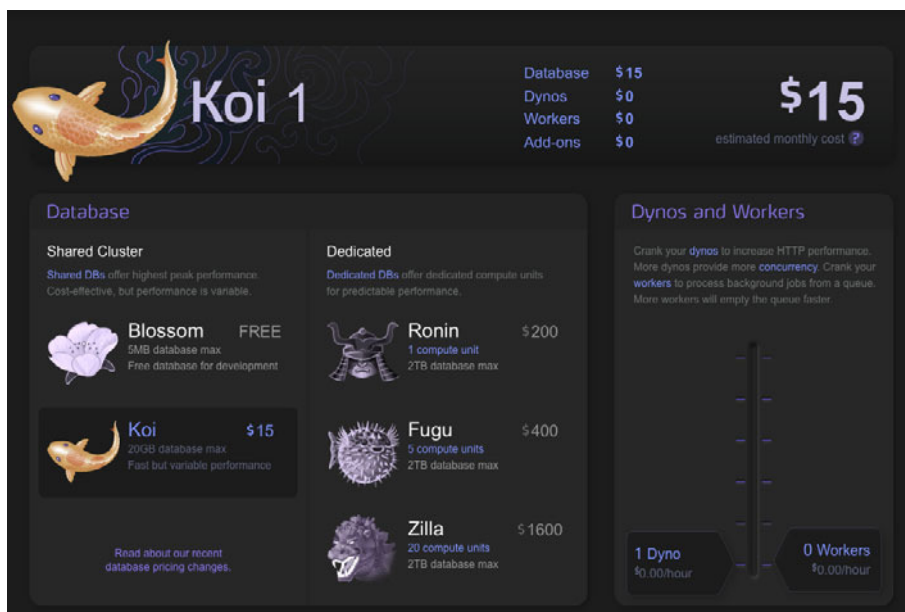 Koi 1
Database $15
Dynos $0
Workers $0
Add-ons $0
$15
estimated monthly cost ?
Database
Shared Cluster
Shared DBs offer highest peak performance.
Cost-effective, but performance is variable.
Blossom FREE
5MB database max
Free database for development
Koi $15
20GB database max
Fast but variable performance
Read about our recent
database pricing changes.
Dedicated
Dedicated DBs offer dedicated compute units
for predictable performance.
Ronin $200
1 compute unit
2TB database max
Fugu $400
5 compute units
2TB database max
Zilla $1600
20 compute units
2TB database max
Dynos and Workers
Crank your dynos to increase HTTP performance.
More dynos provide more concurrency. Crank your
workers to process background jobs from a queue.
More workers will empty the queue faster.
1 Dyno
$0.00/hour
0 Workers
$0.00/hour